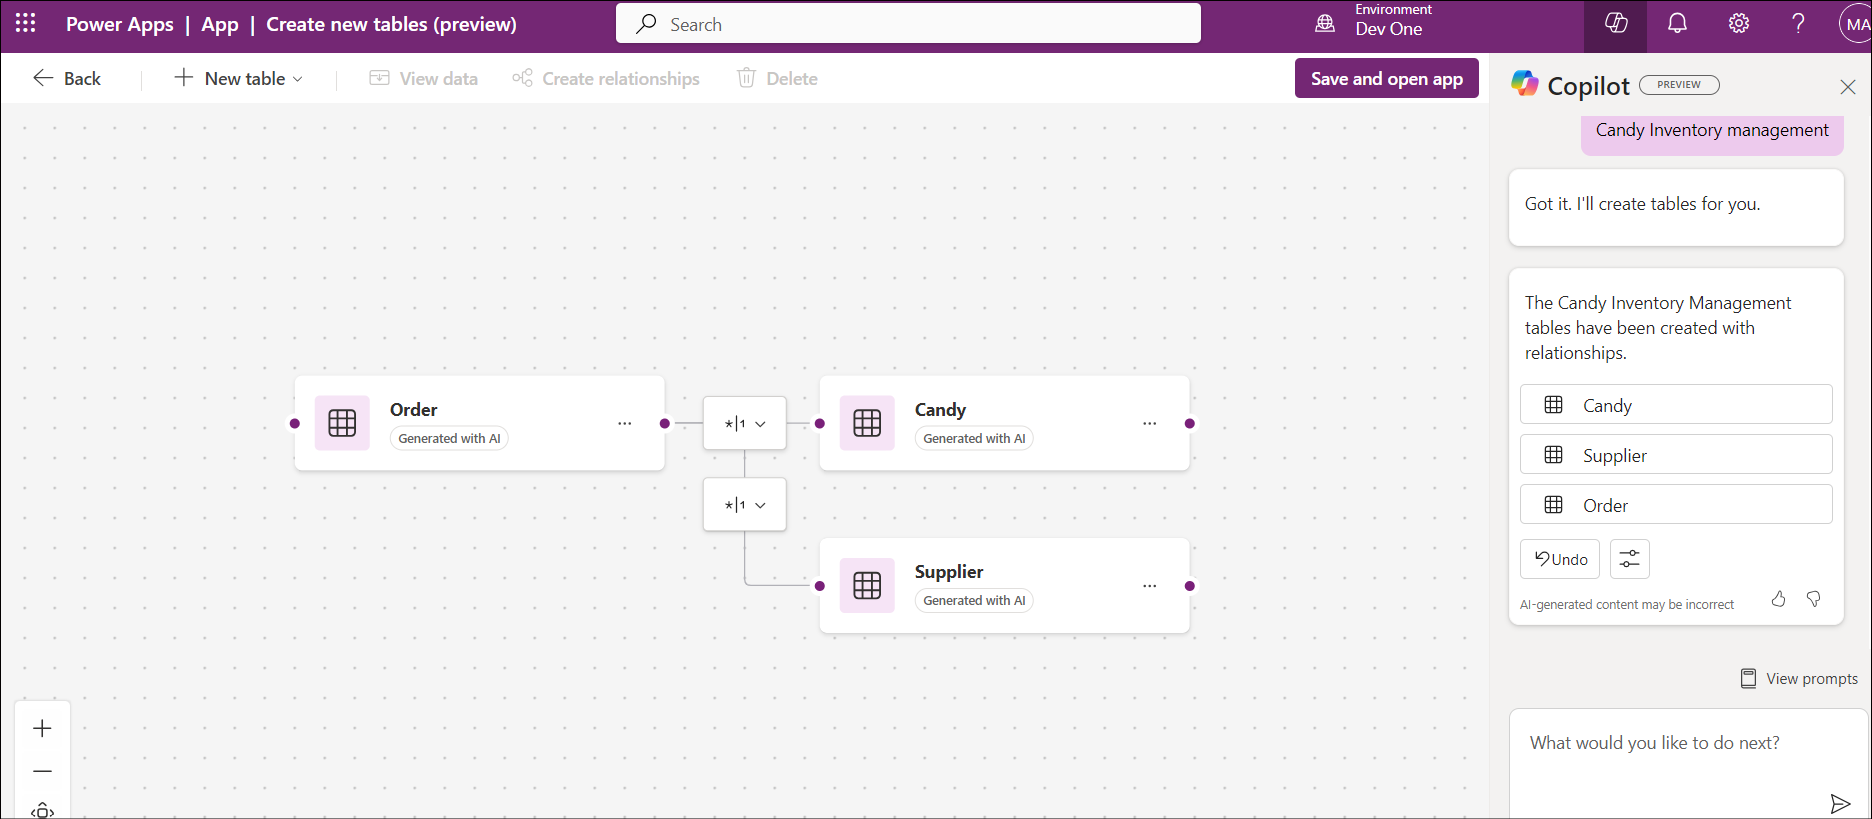 Power Apps | App | Create new tables (preview)
Search
Environment
Dev One
MA
Back
New table
View data
Create relationships
Delete
Save and open app
Copilot
PREVIEW
Candy Inventory management
Got it. I'll create tables for you.
The Candy Inventory Management
tables have been created with
relationships.
Candy
Supplier
Order
Undo
AI-generated content may be incorrect
View prompts
What would you like to do next?
Order
Generated with AI
*|1
Candy
Generated with AI
*|1
Supplier
Generated with AI